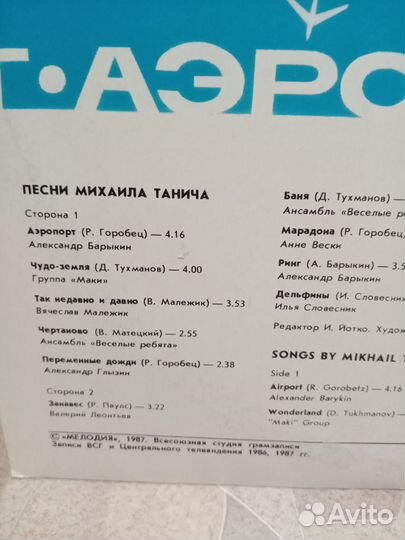 Т·АЭРО
ПЕСНИ МИХАИЛА ТАНИЧА
Сторона 1
Аэропорт (Р. Горобец) — 4.16
Александр Барыкин
Чудо-земля (Д. Тухманов) — 4.00
Группа «Маки»
Так недавно и давно (В. Малежик) — 3.53
Вячеслав Малежик
Чертаново (В. Матецкий) — 2.55
Ансамбль «Веселые ребята»
Переменные дожди (Р. Горобец) — 2.38
Александр Глызин
Сторона 2
Занавес (Р. Паулс) — 3.22
Валерий Леонтьев
Баня (Д. Тухманов) —
Ансамбль «Веселые
Марадона (Р. Горобец)
Анне Вески
Ринг (А. Барыкин) — 3.5
Александр Барыкин
Дельфины (И. Словесник
Илья Словесник
Редактор И. Йотко. Худож
SONGS BY MIKHAIL T
Side 1
Airport (R. Gorobetz) — 4.16
Alexander Barykin
Wonderland (D. Tukhmanov) —
"Maki" Group
© «МЕЛОДИЯ», 1987. Всесоюзная студия грамзаписи
Записи ВСГ и Центрального телевидения 1986, 1987 гг.
Avito